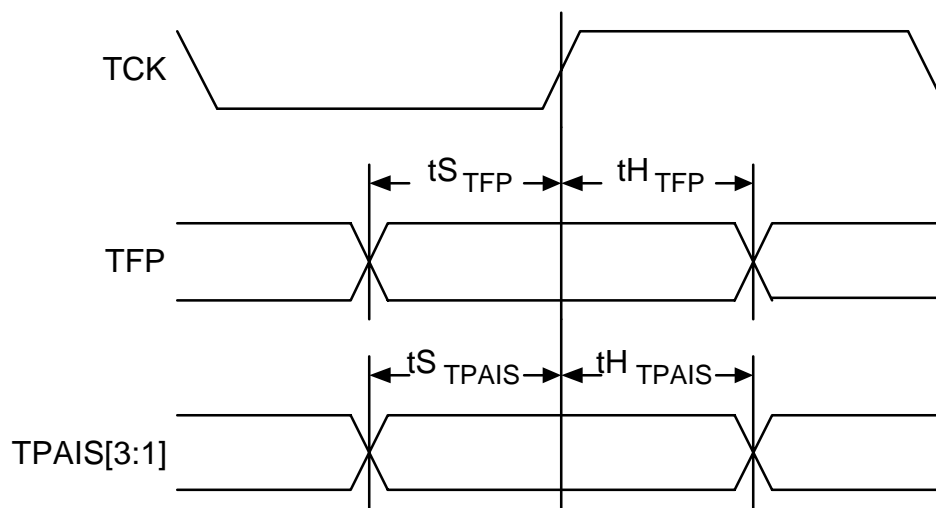 TCK
tS TFP tH TFP
TFP
tS TPAIS tH TPAIS
TPAIS[3:1]